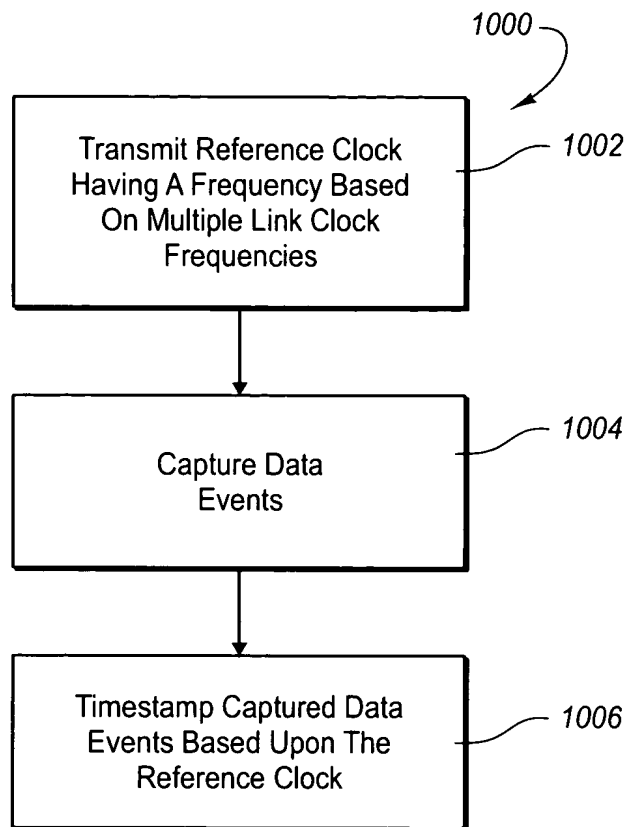 1000
Transmit Reference Clock
Having A Frequency Based
On Multiple Link Clock
Frequencies
1002
Capture Data
Events
1004
Timestamp Captured Data
Events Based Upon The
Reference Clock
1006